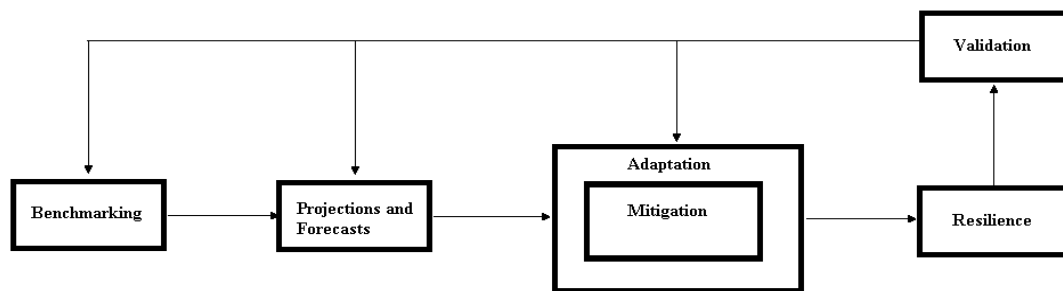 Validation
Adaptation
Benchmarking
Projections and
Forecasts
Mitigation
Resilience